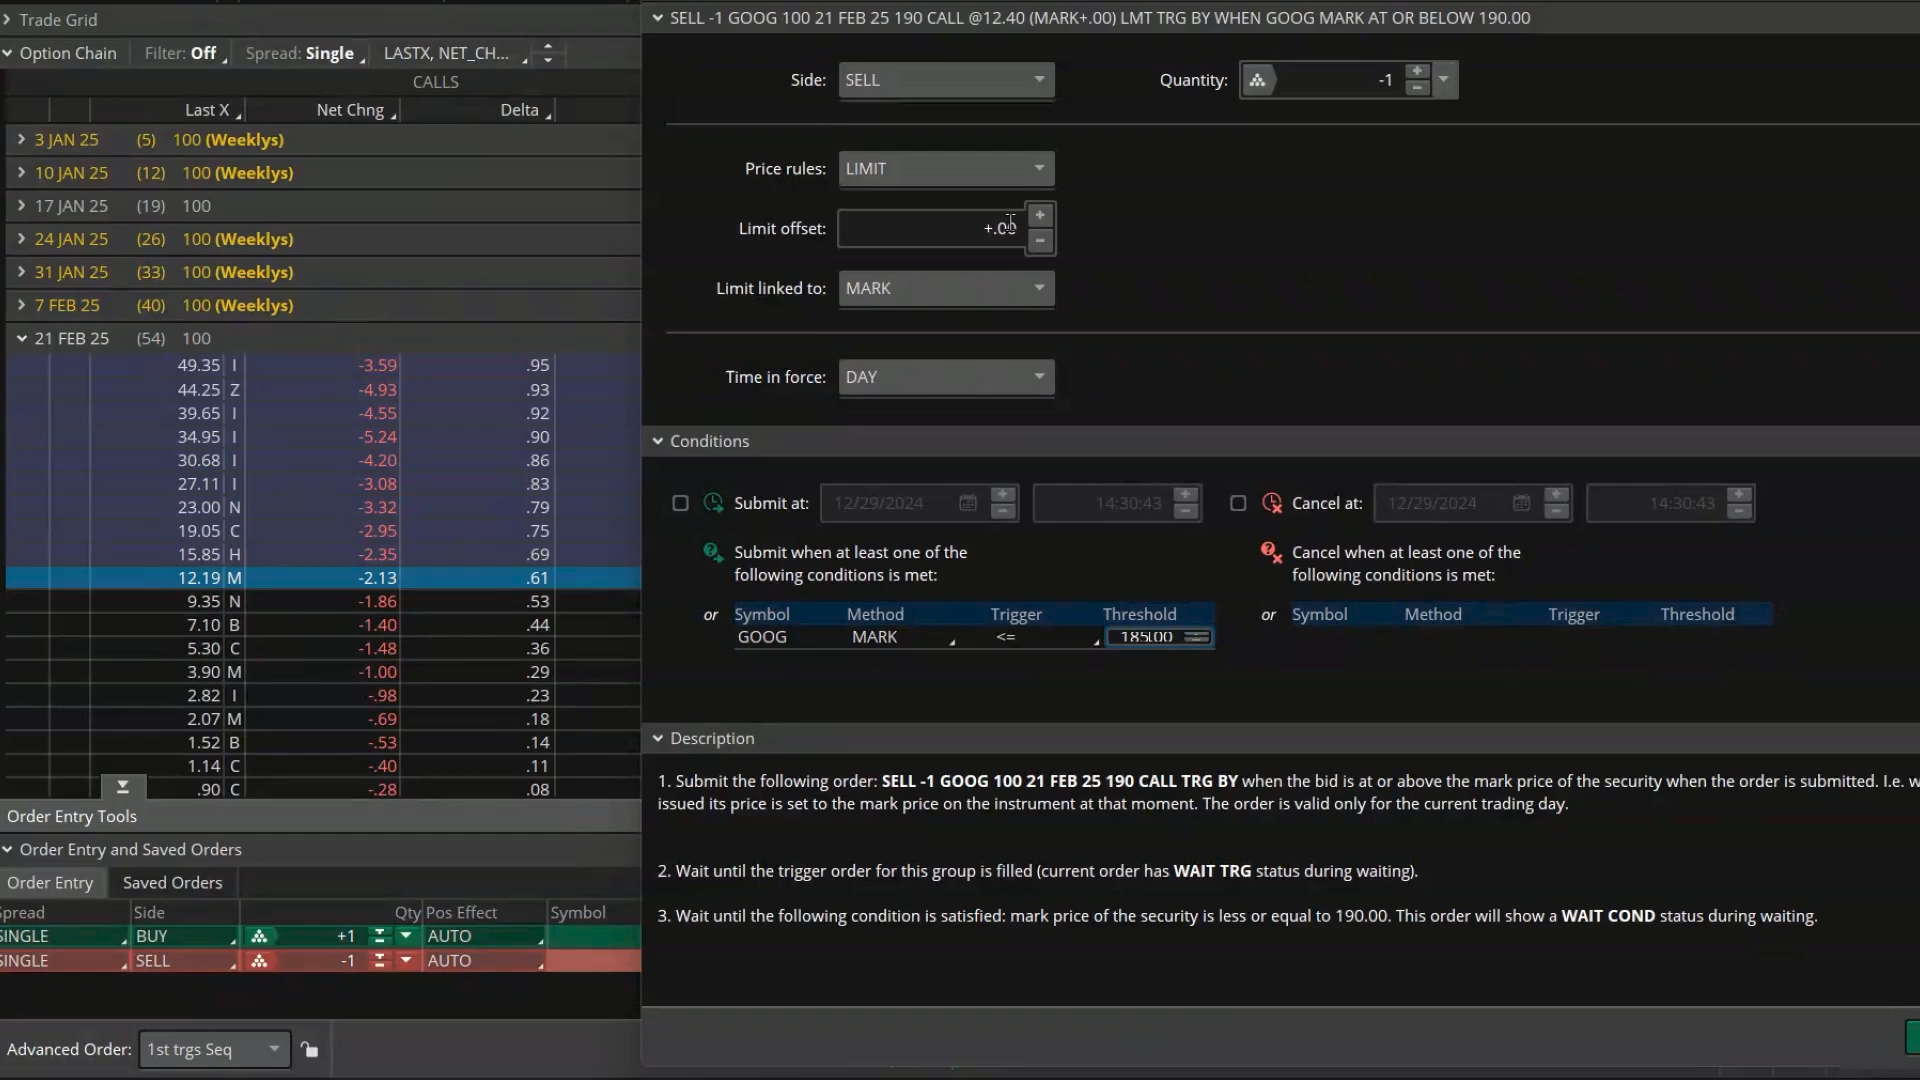 Trade Grid
Option Chain Filter: Off Spread: Single LASTX, NET_CH...
CALLS
Last X Net Chng Delta
3 JAN 25 (5) 100 (Weeklys)
10 JAN 25 (12) 100 (Weeklys)
17 JAN 25 (19) 100
24 JAN 25 (26) 100 (Weeklys)
31 JAN 25 (33) 100 (Weeklys)
7 FEB 25 (40) 100 (Weeklys)
21 FEB 25 (54) 100
49.35 I -3.59 .95
44.25 Z -4.93 .93
39.65 I -4.55 .92
34.95 I -5.24 .90
30.68 I -4.20 .86
27.11 I -3.08 .83
23.00 N -3.32 .79
19.05 C -2.95 .75
15.85 H -2.35 .69
12.19 M -2.13 .61
9.35 N -1.86 .53
7.10 B -1.40 .44
5.30 C -1.48 .36
3.90 M -1.00 .29
2.82 I -.98 .23
2.07 M -.69 .18
1.52 B -.53 .14
1.14 C -.40 .11
.90 C -.28 .08
Order Entry Tools
Order Entry and Saved Orders
Order Entry Saved Orders
Spread Side Qty Pos Effect Symbol
SINGLE BUY +1 AUTO
SINGLE SELL -1 AUTO
Advanced Order: 1st trgs Seq
SELL -1 GOOG 100 21 FEB 25 190 CALL @12.40 (MARK+.00) LMT TRG BY WHEN GOOG MARK AT OR BELOW 190.00
Side: SELL Quantity: -1
Price rules: LIMIT
Limit offset: +.00
Limit linked to: MARK
Time in force: DAY
Conditions
Submit at: 12/29/2024 14:30:43 Cancel at: 12/29/2024 14:30:43
Submit when at least one of the
following conditions is met:
Cancel when at least one of the
following conditions is met:
or Symbol Method Trigger Threshold
GOOG MARK <= 185.00
or Symbol Method Trigger Threshold
Description
1. Submit the following order: SELL -1 GOOG 100 21 FEB 25 190 CALL TRG BY when the bid is at or above the mark price of the security when the order is submitted. I.e. w
issued its price is set to the mark price on the instrument at that moment. The order is valid only for the current trading day.
2. Wait until the trigger order for this group is filled (current order has WAIT TRG status during waiting).
3. Wait until the following condition is satisfied: mark price of the security is less or equal to 190.00. This order will show a WAIT COND status during waiting.